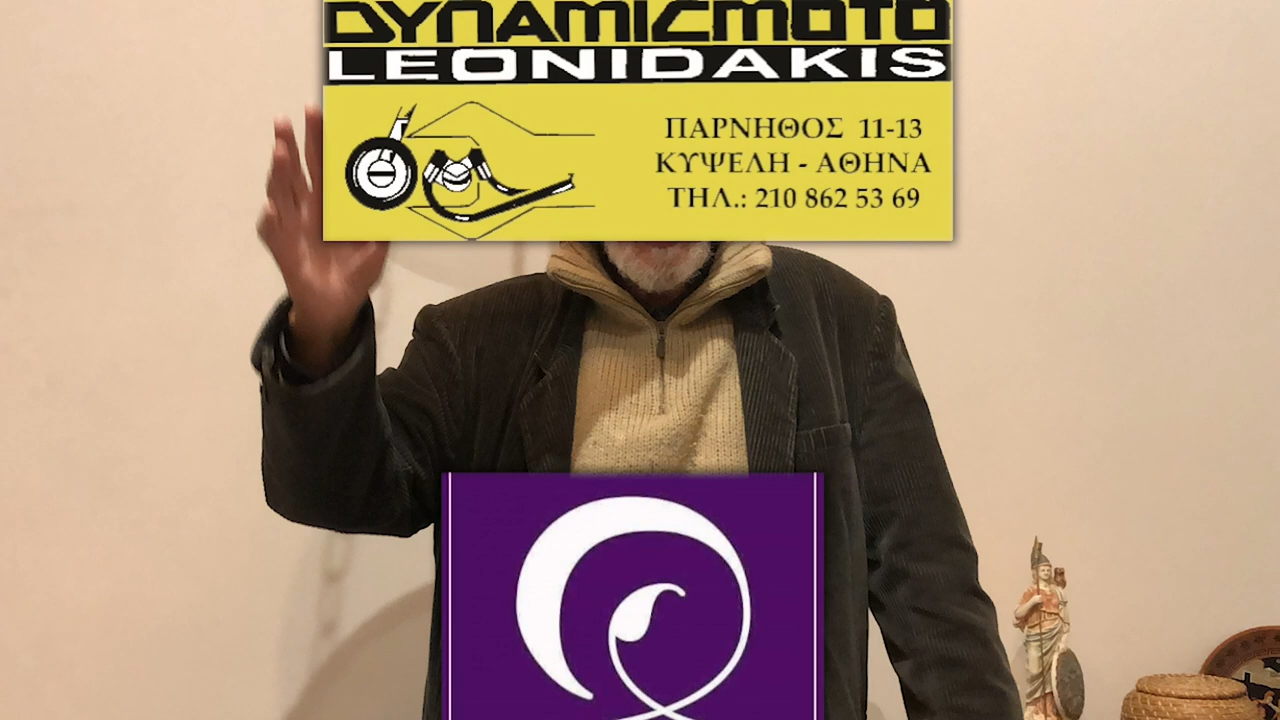 DYNAMICMOTO
LEONIDAKIS
ΠΑΡΝΗΘΟΣ 11-13
ΚΥΨΕΛΗ - ΑΘΗΝΑ
ΤΗΛ.: 210 862 53 69